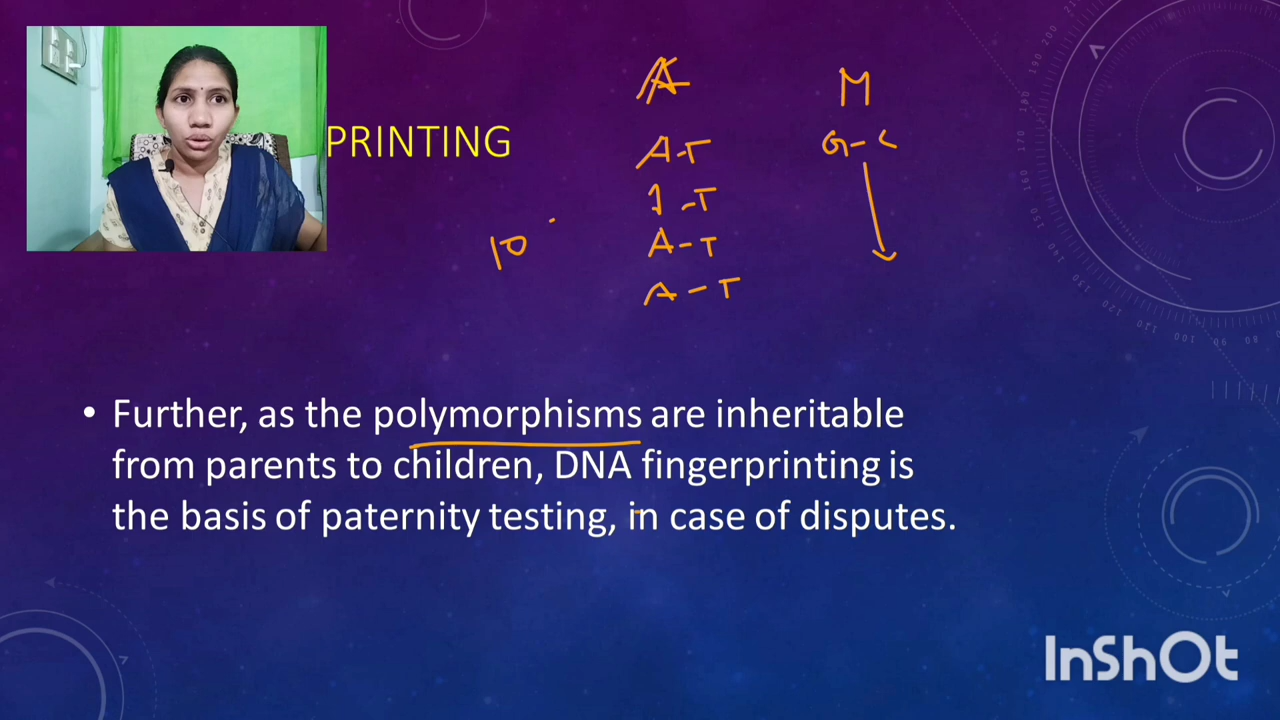 PRINTING
A M
A-T G-C
1-T
A-T
10
A-T
• Further, as the polymorphisms are inheritable
from parents to children, DNA fingerprinting is
the basis of paternity testing, in case of disputes.
InShOt